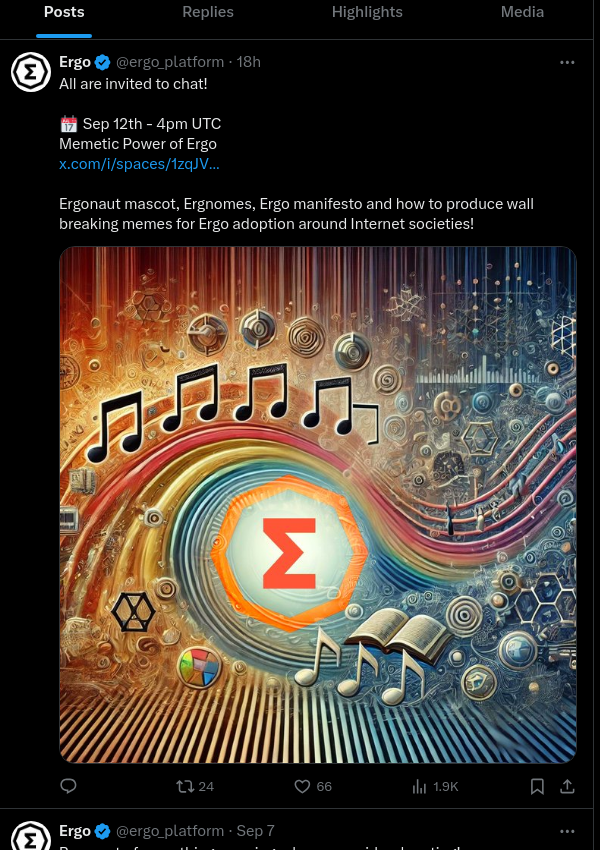 Posts Replies Highlights Media
Ergo @ergo_platform · 18h
All are invited to chat!
Sep 12th - 4pm UTC
Memetic Power of Ergo
x.com/i/spaces/1zqJV…
Ergonaut mascot, Ergnomes, Ergo manifesto and how to produce wall
breaking memes for Ergo adoption around Internet societies!
Σ
24 66 1.9K
Ergo @ergo_platform · Sep 7